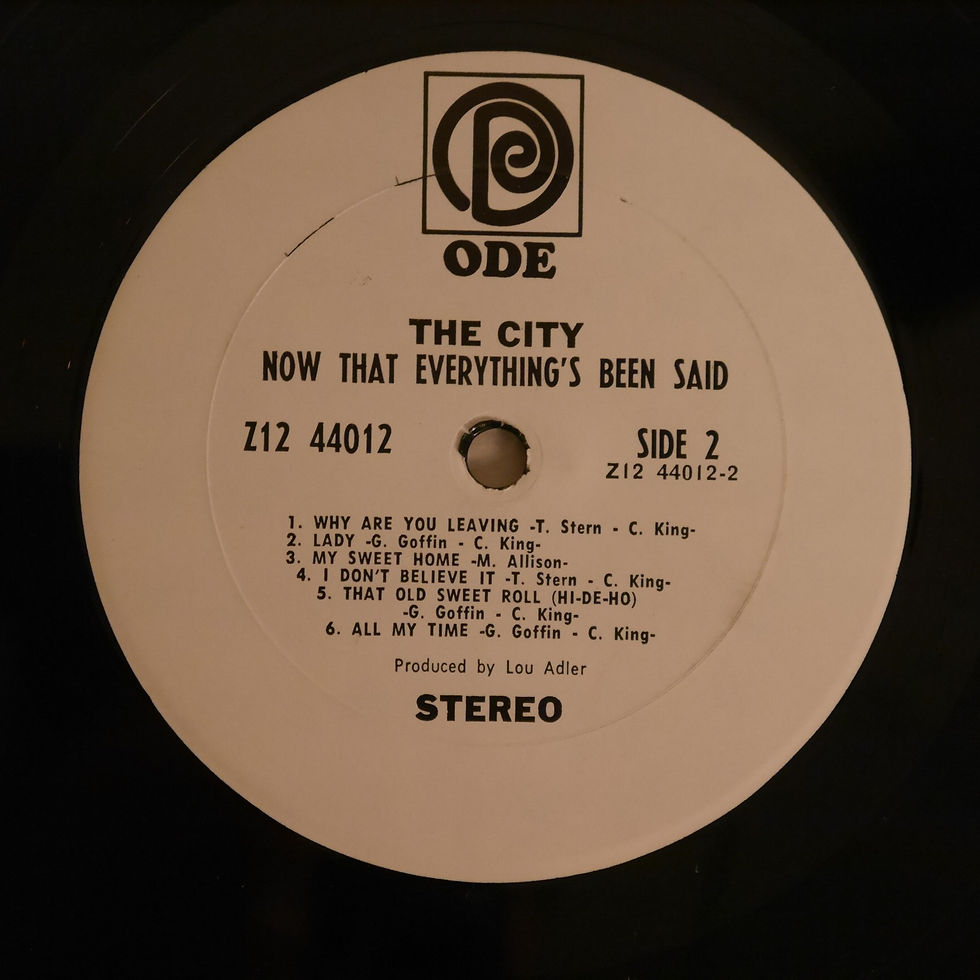 ODE
THE CITY
NOW THAT EVERYTHING'S BEEN SAID
Z12 44012
SIDE 2
Z12 44012-2
1. WHY ARE YOU LEAVING -T. Stern - C. King-
2. LADY -G. Goffin - C. King-
3. MY SWEET HOME -M. Allison-
4. I DON'T BELIEVE IT -T. Stern - C. King-
5. THAT OLD SWEET ROLL (HI-DE-HO)
-G. Goffin - C. King-
6. ALL MY TIME -G. Goffin - C. King-
Produced by Lou Adler
STEREO